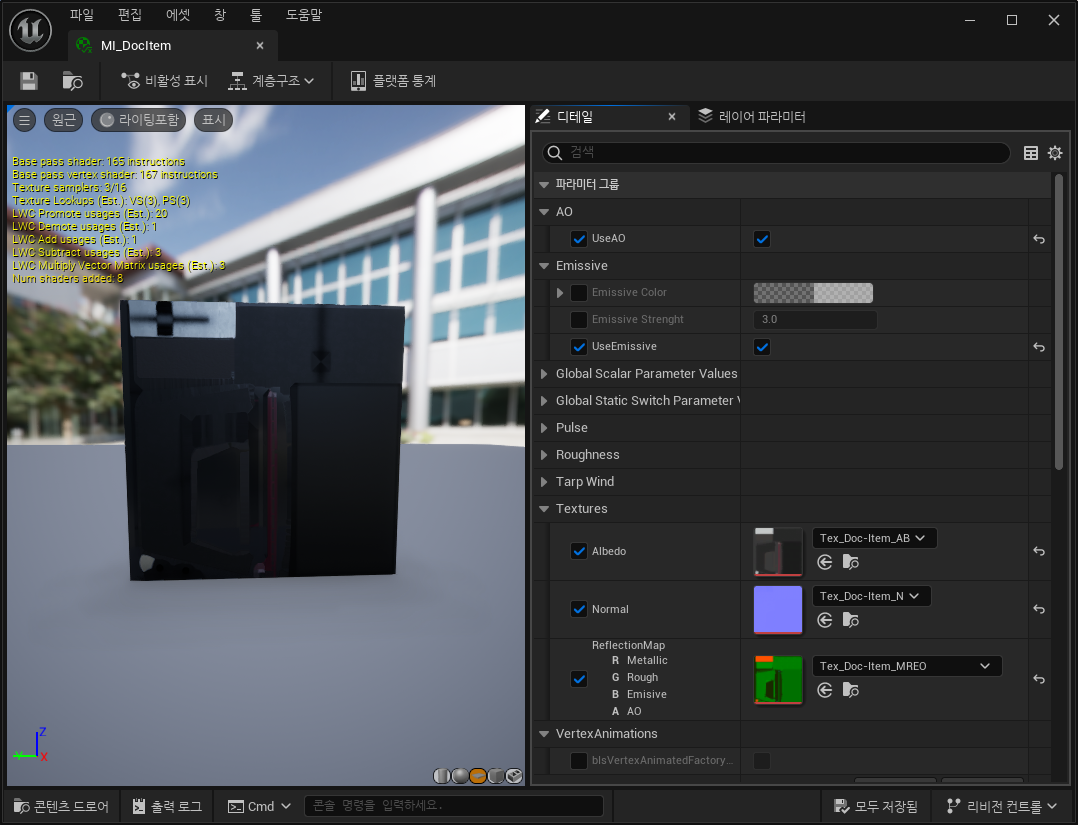 파일 편집 에셋 창 툴 도움말
MI_DocItem
비활성 표시 계층구조 플랫폼 통계
원근 라이팅포함 표시
Base pass shader: 165 instructions
Base pass vertex shader: 167 instructions
Texture samplers: 3/16
Texture Lookups (Est.): VS(3), PS(3)
LWC Promote usages (Est.): 20
LWC Demote usages (Est.): 1
LWC Add usages (Est.): 1
LWC Subtract usages (Est.): 3
LWC Multiply Vector Matrix usages (Est.): 3
Num shaders added: 8
Z
Y X
디테일 레이어 파라미터
검색
파라미터 그룹
AO
UseAO
Emissive
Emissive Color
Emissive Strenght 3.0
UseEmissive
Global Scalar Parameter Values
Global Static Switch Parameter V
Pulse
Roughness
Tarp Wind
Textures
Albedo Tex_Doc-Item_AB
Normal Tex_Doc-Item_N
ReflectionMap
R Metallic
G Rough
B Emisive
A AO
Tex_Doc-Item_MREO
VertexAnimations
bIsVertexAnimatedFactory...
콘텐츠 드로어 출력 로그 Cmd 콘솔 명령을 입력하세요. 모두 저장됨 리비전 컨트롤